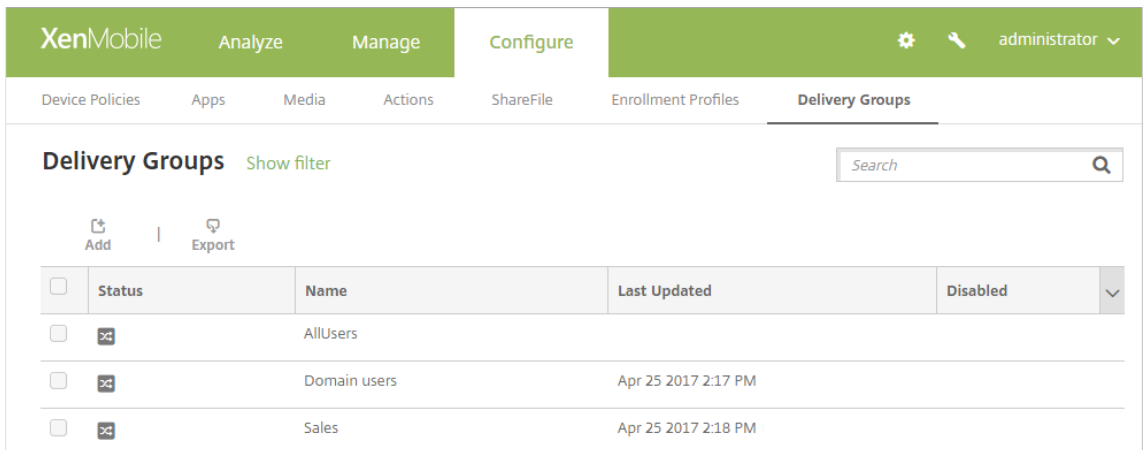 XenMobile Analyze Manage Configure administrator
Device Policies Apps Media Actions ShareFile Enrollment Profiles Delivery Groups
Delivery Groups Show filter Search
Add | Export
Status Name Last Updated Disabled
AllUsers
Domain users Apr 25 2017 2:17 PM
Sales Apr 25 2017 2:18 PM